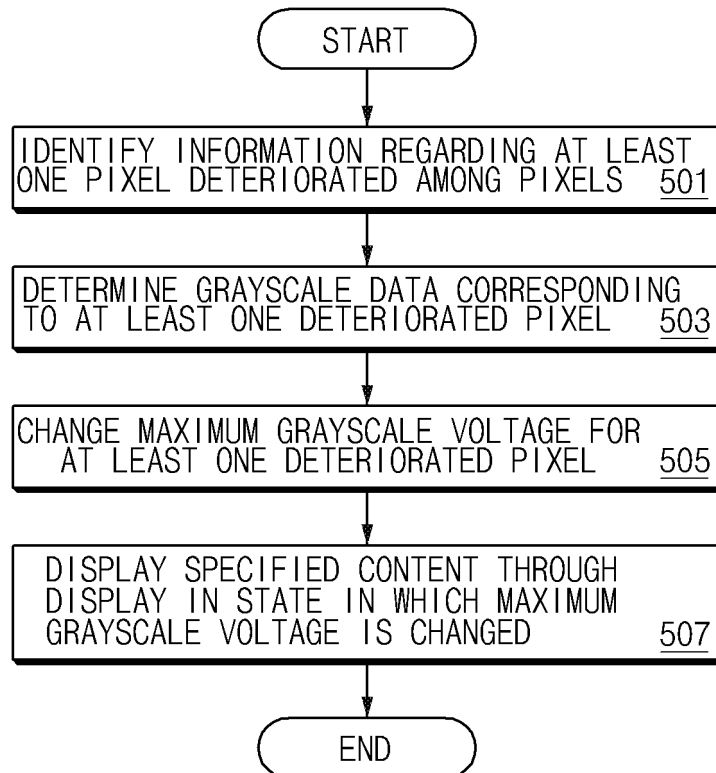 START
IDENTIFY INFORMATION REGARDING AT LEAST
ONE PIXEL DETERIORATED AMONG PIXELS 501
DETERMINE GRAYSCALE DATA CORRESPONDING
TO AT LEAST ONE DETERIORATED PIXEL 503
CHANGE MAXIMUM GRAYSCALE VOLTAGE FOR
AT LEAST ONE DETERIORATED PIXEL 505
DISPLAY SPECIFIED CONTENT THROUGH
DISPLAY IN STATE IN WHICH MAXIMUM
GRAYSCALE VOLTAGE IS CHANGED 507
END